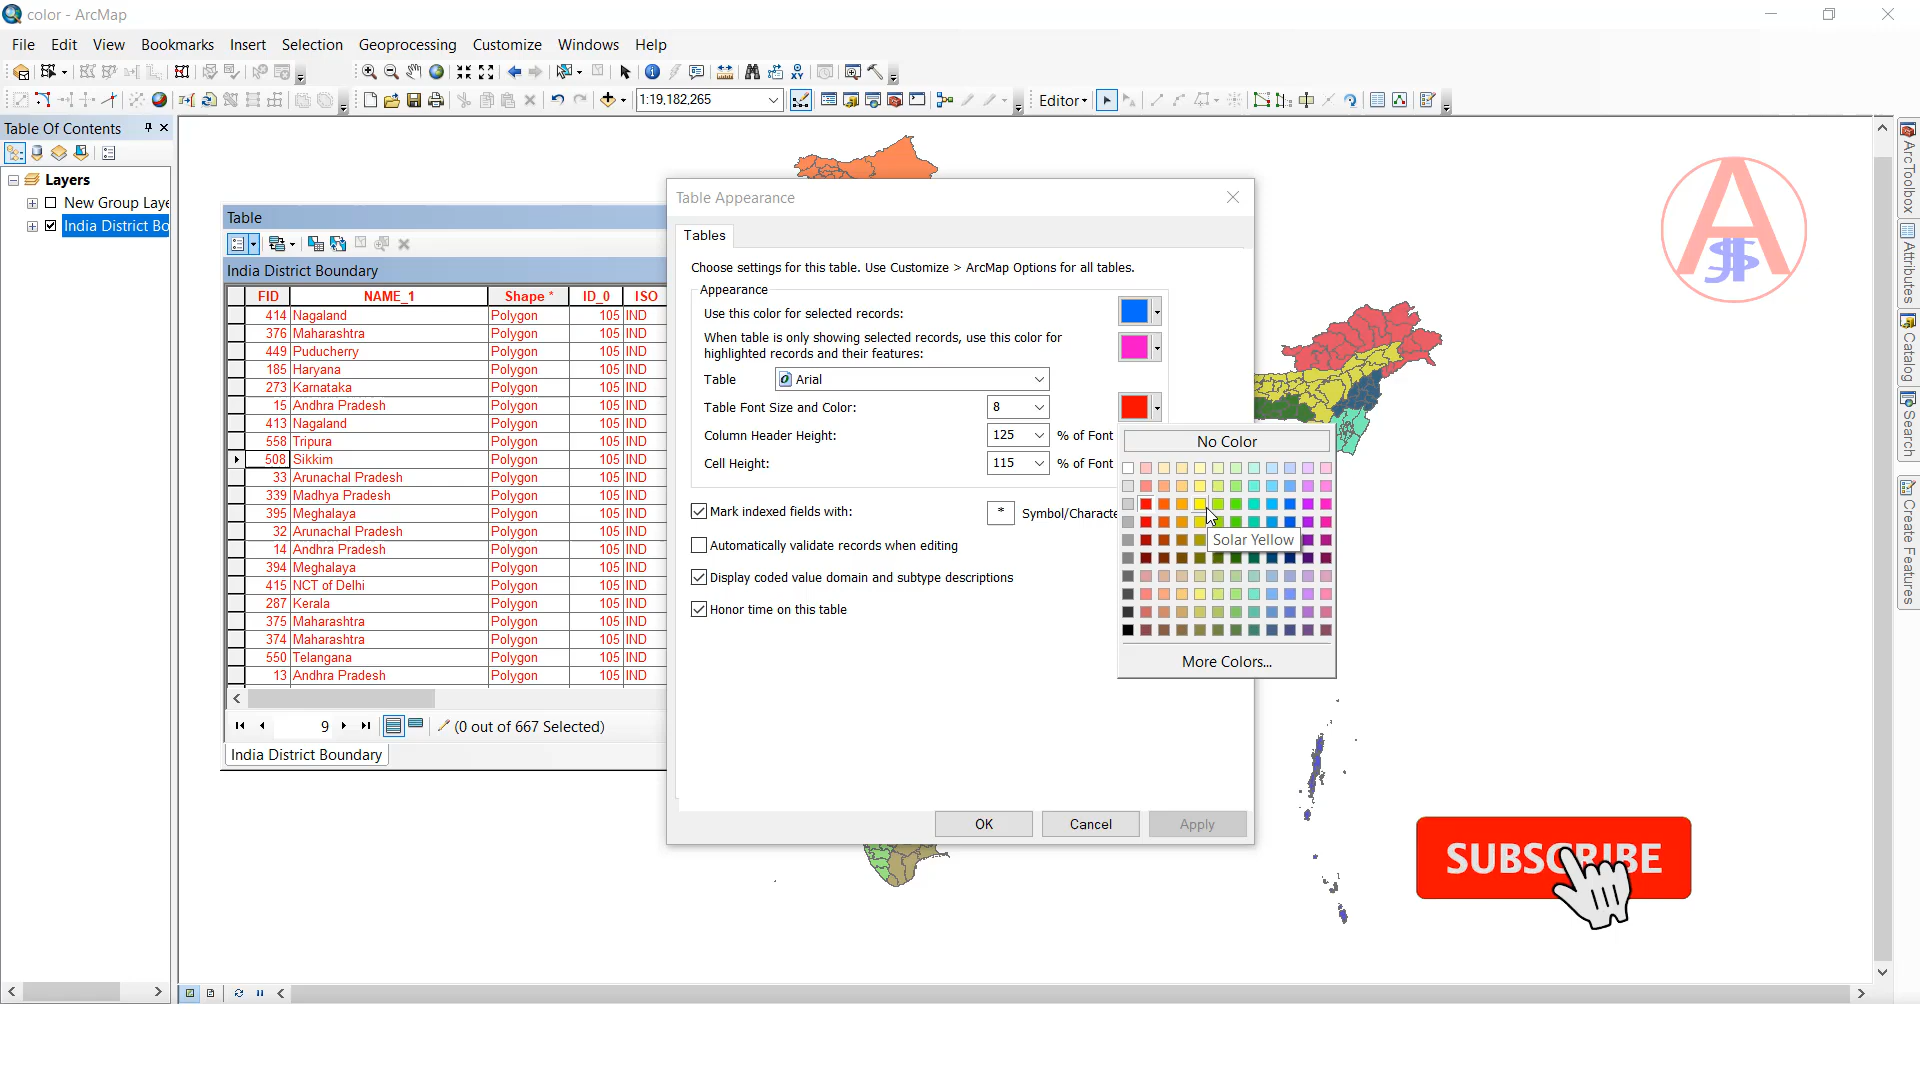 color - ArcMap
File Edit View Bookmarks Insert Selection Geoprocessing Customize Windows Help
1:19,182,265
Editor
Table Of Contents
Layers
New Group Laye
India District Bo
Table
India District Boundary
FID NAME_1 Shape * ID_0 ISO
414 Nagaland Polygon 105 IND
376 Maharashtra Polygon 105 IND
449 Puducherry Polygon 105 IND
185 Haryana Polygon 105 IND
273 Karnataka Polygon 105 IND
15 Andhra Pradesh Polygon 105 IND
413 Nagaland Polygon 105 IND
558 Tripura Polygon 105 IND
508 Sikkim Polygon 105 IND
33 Arunachal Pradesh Polygon 105 IND
339 Madhya Pradesh Polygon 105 IND
395 Meghalaya Polygon 105 IND
32 Arunachal Pradesh Polygon 105 IND
14 Andhra Pradesh Polygon 105 IND
394 Meghalaya Polygon 105 IND
415 NCT of Delhi Polygon 105 IND
287 Kerala Polygon 105 IND
375 Maharashtra Polygon 105 IND
374 Maharashtra Polygon 105 IND
550 Telangana Polygon 105 IND
13 Andhra Pradesh Polygon 105 IND
9 (0 out of 667 Selected)
India District Boundary
Table Appearance
Tables
Choose settings for this table. Use Customize > ArcMap Options for all tables.
Appearance
Use this color for selected records:
When table is only showing selected records, use this color for
highlighted records and their features:
Table Arial
Table Font Size and Color: 8
Column Header Height: 125 % of Font
Cell Height: 115 % of Font
Mark indexed fields with: * Symbol/Characte
Automatically validate records when editing
Display coded value domain and subtype descriptions
Honor time on this table
OK Cancel Apply
No Color
Solar Yellow
More Colors...
ArcToolbox
Attributes
Catalog
Search
Create Features
SUBSCRIBE